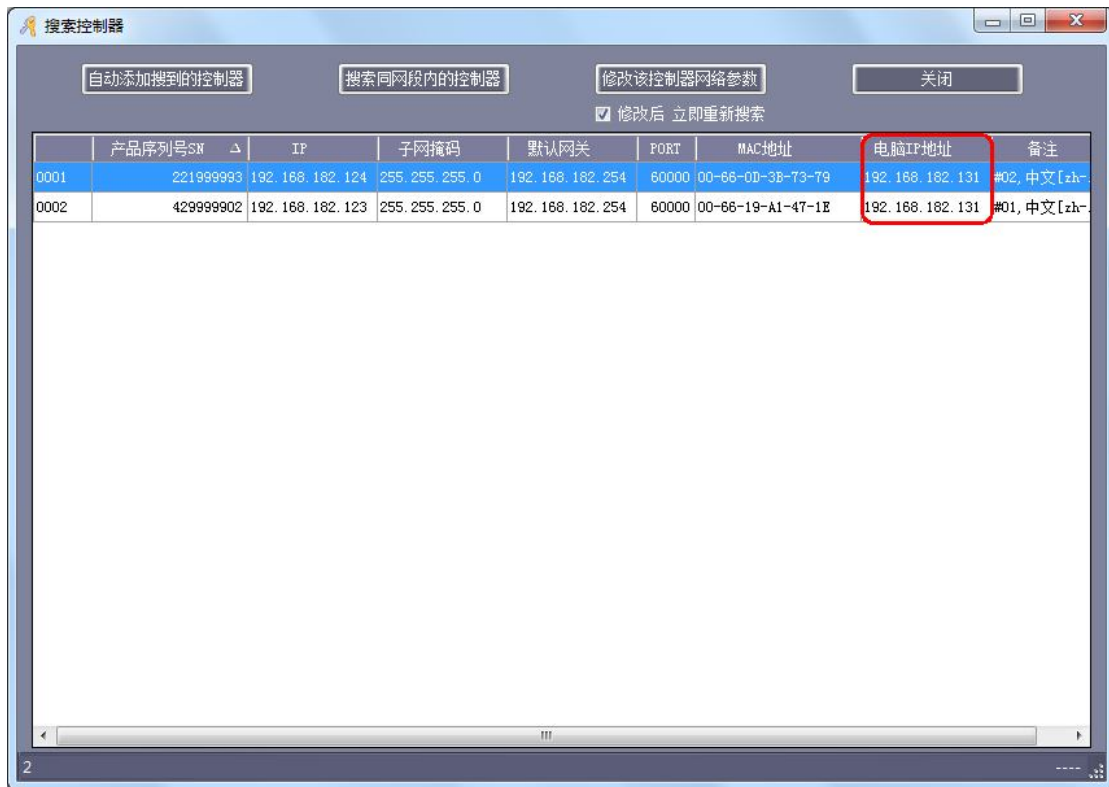 搜索控制器
自动添加搜到的控制器 搜索同网段内的控制器 修改该控制器网络参数 关闭
修改后 立即重新搜索
产品序列号SN IP 子网掩码 默认网关 PORT MAC地址 电脑IP地址 备注
0001 221999993 192.168.182.124 255.255.255.0 192.168.182.254 60000 00-66-0D-3B-73-79 192.168.182.131 #02,中文[zh-
0002 429999902 192.168.182.123 255.255.255.0 192.168.182.254 60000 00-66-19-A1-47-1E 192.168.182.131 #01,中文[zh-
2 ----